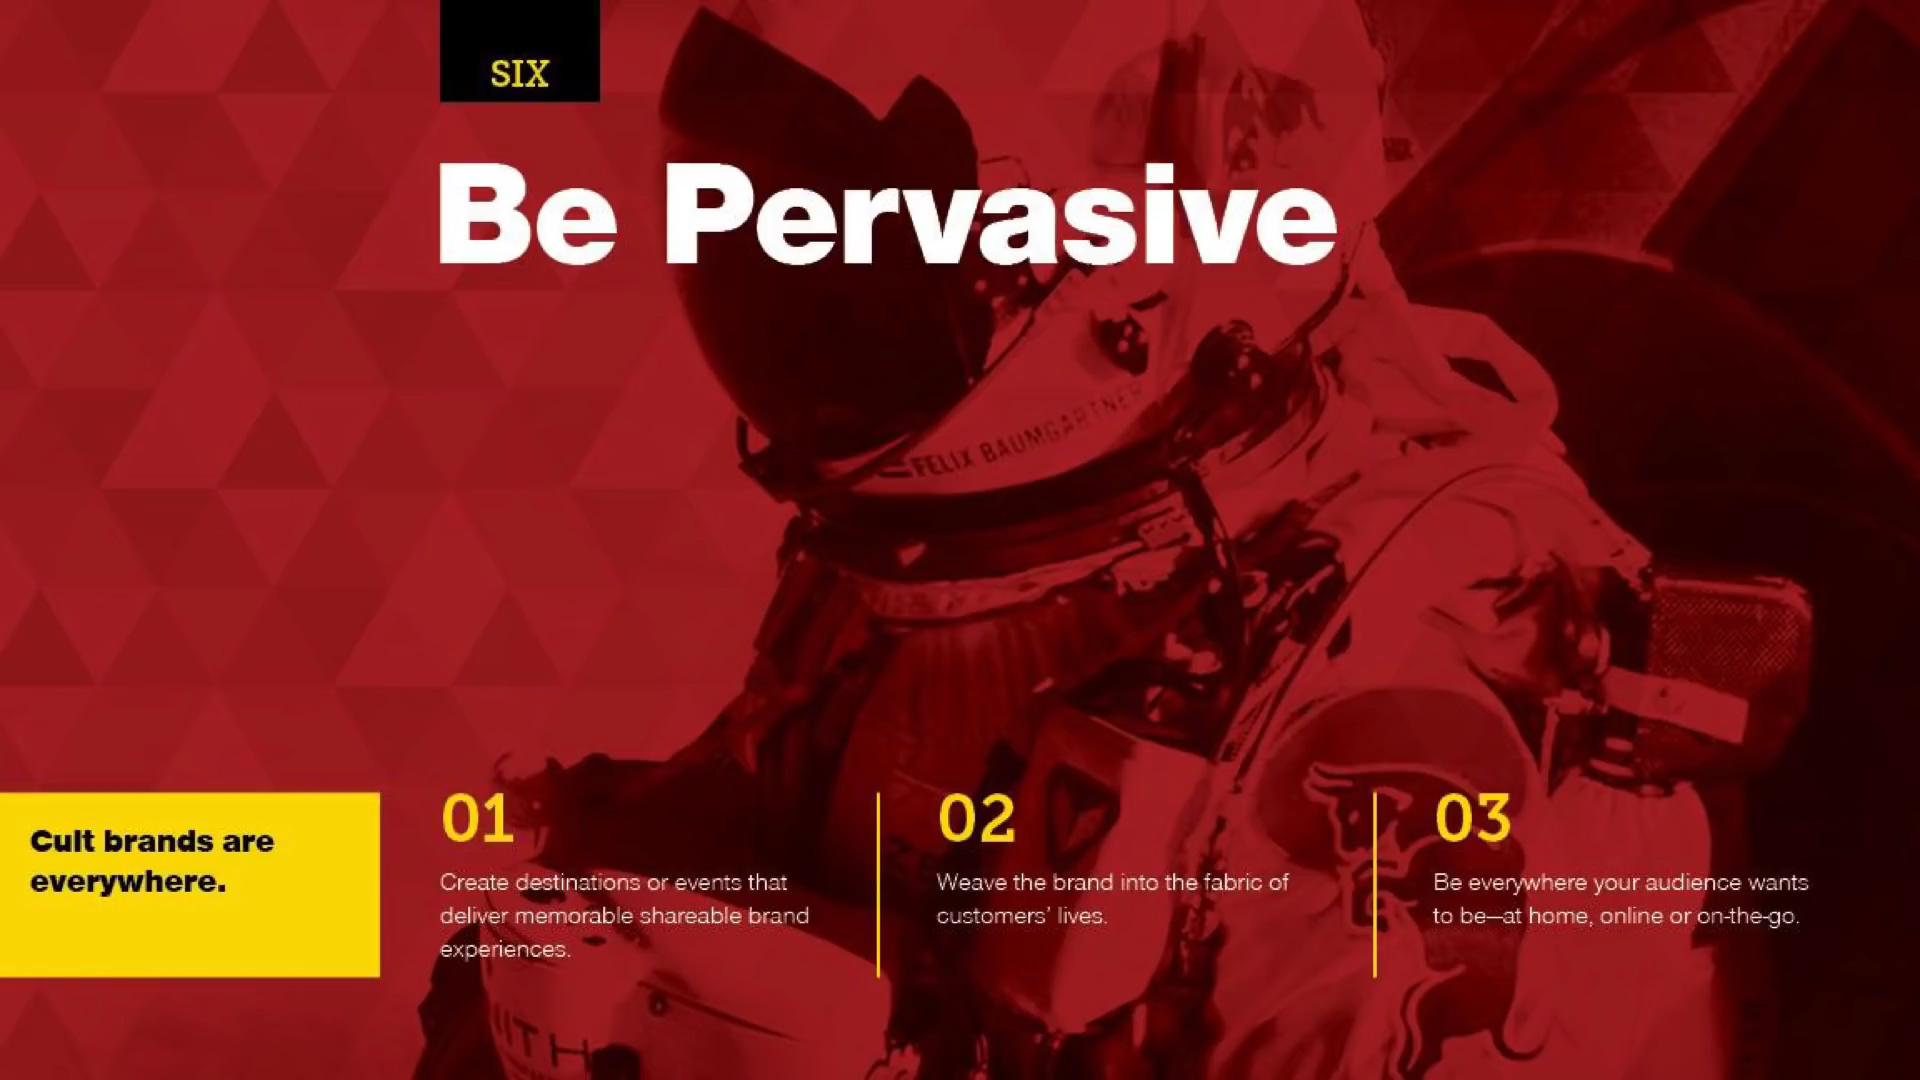 SIX
Be Pervasive
FELIX BAUMGARTNER
Cult brands are
everywhere.
01
Create destinations or events that
deliver memorable shareable brand
experiences.
02
Weave the brand into the fabric of
customers’ lives.
03
Be everywhere your audience wants
to be—at home, online or on-the-go.